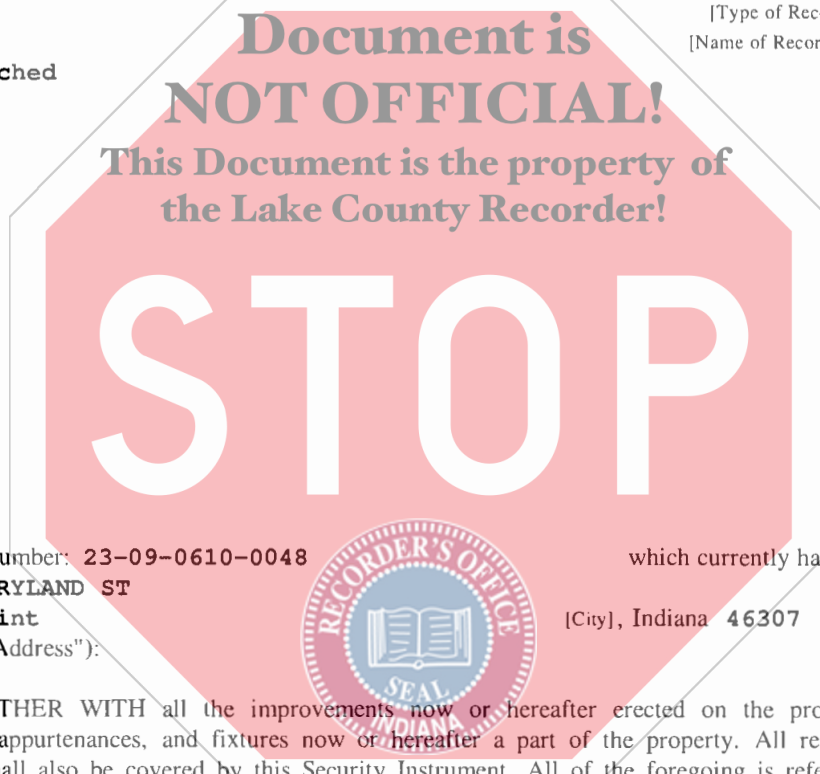 [Type of Rec
Document is
[Name of Recor
ched
NOT OFFICIAL!
This Document is the property of
the Lake County Recorder!
STOP
umber: 23-09-0610-0048 which currently ha
RYLAND ST
int [City], Indiana 46307
Address"):
RECORDER'S OFFICE
SEAL
INDIANA
THER WITH all the improvements now or hereafter erected on the pro
appurtenances, and fixtures now or hereafter a part of the property. All re
all also be covered by this Security Instrument. All of the foregoing is refe